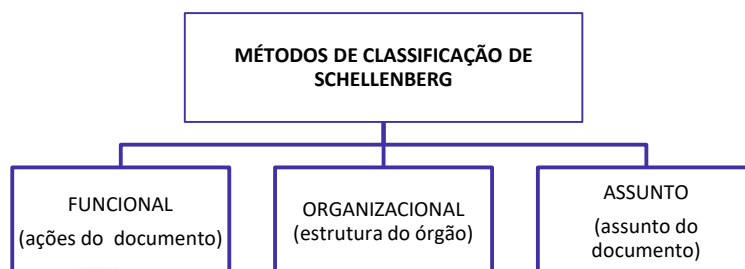 MÉTODOS DE CLASSIFICAÇÃO DE
SCHELLENBERG
FUNCIONAL
(ações do documento)
ORGANIZACIONAL
(estrutura do órgão)
ASSUNTO
(assunto do
documento)